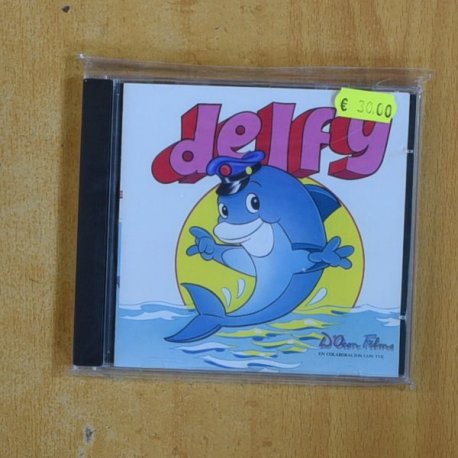 delfy
€ 30.00
D'Ocon Films
EN COLABORACION CON TVE